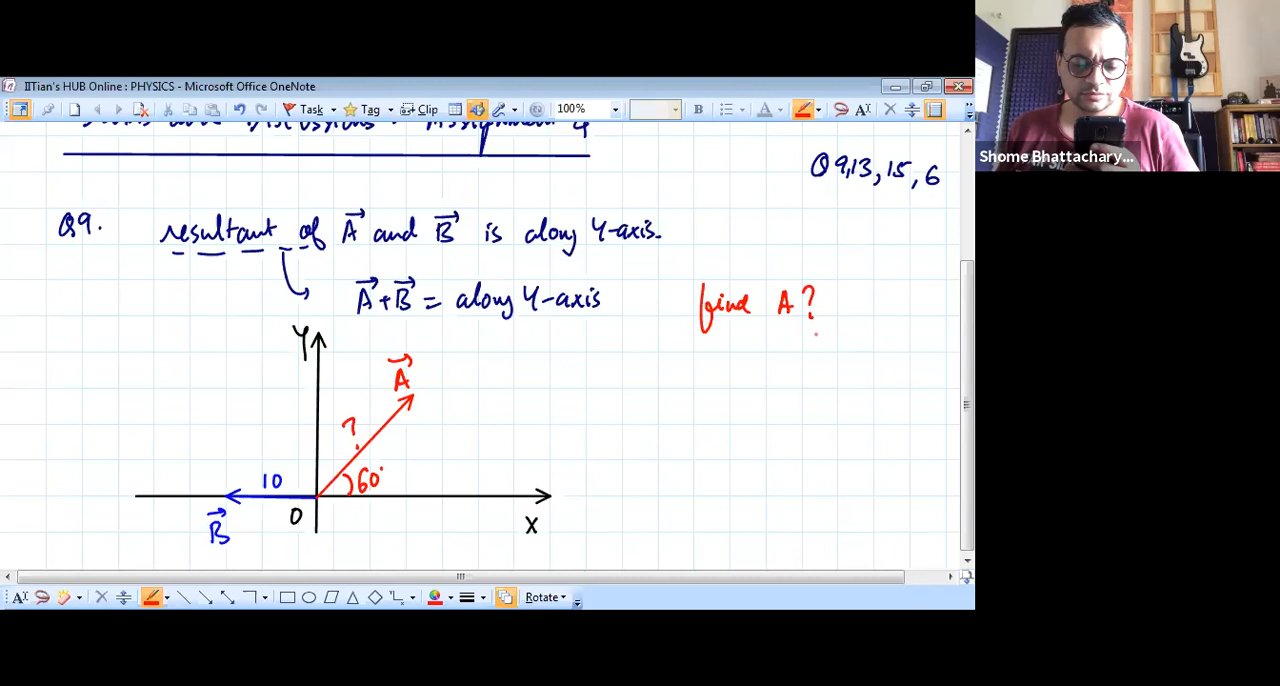 IITian's HUB Online : PHYSICS - Microsoft Office OneNote
Task Tag Clip 100% B A
Shome Bhattachary...
Q 9,13, 15, 6
Q9. resultant of A⃗ and B⃗ is along Y-axis.
A⃗ + B⃗ = along Y-axis
find A?
Y
A⃗
?
10
60°
B⃗
O
X
Rotate